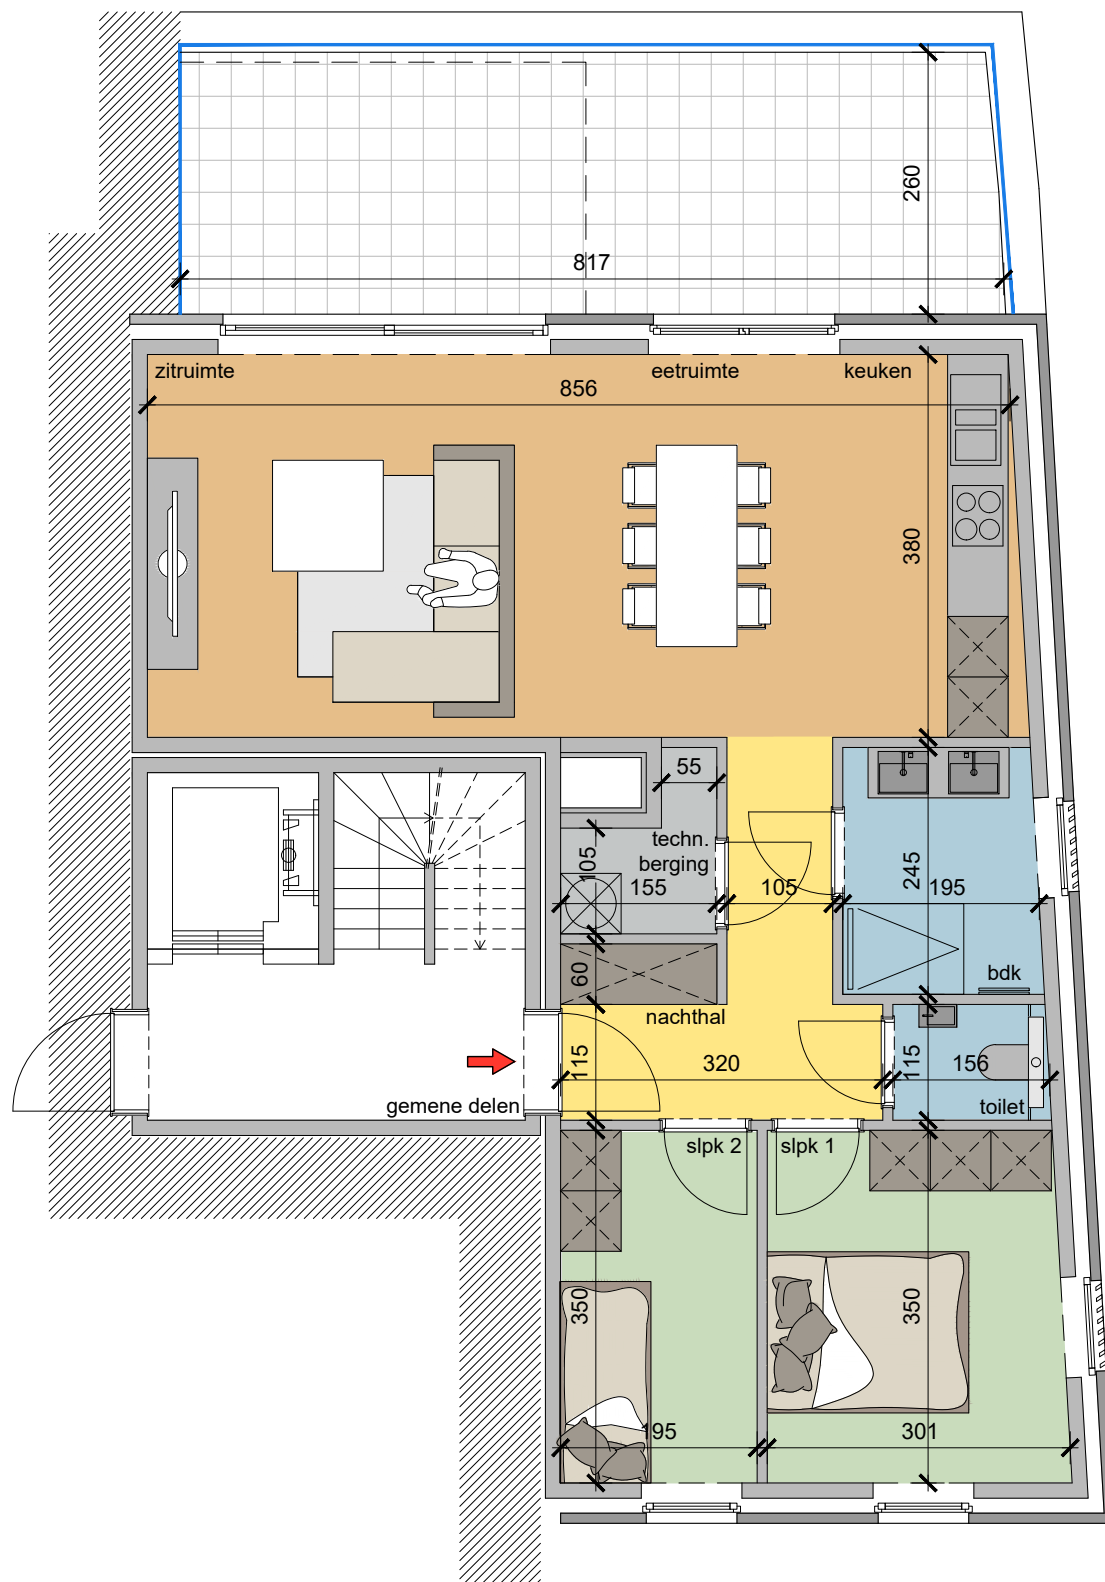 260
817
zitruimte
eetruimte
keuken
856
380
55
techn.
berging
105
155
105
245
195
60
bdk
nachthal
115
320
115
156
gemene delen
toilet
slpk 2
slpk 1
350
350
195
301